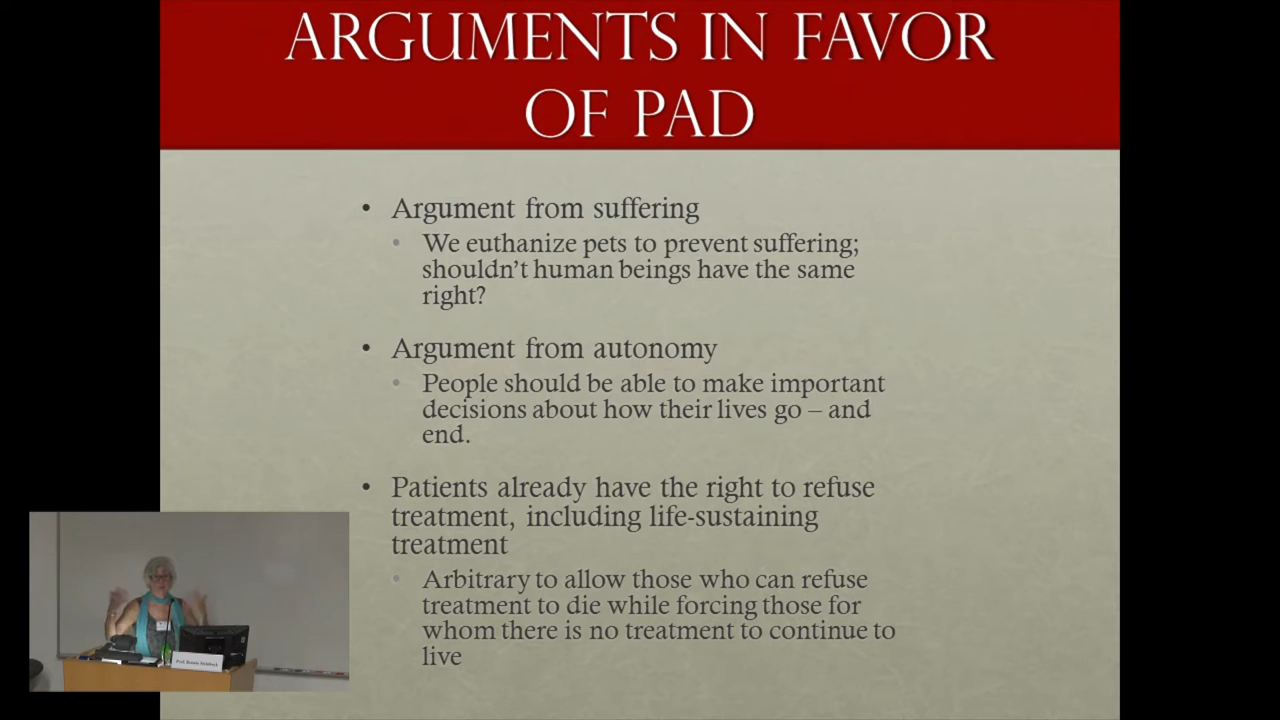 ARGUMENTS IN FAVOR
OF PAD
• Argument from suffering
• We euthanize pets to prevent suffering;
shouldn't human beings have the same
right?
• Argument from autonomy
• People should be able to make important
decisions about how their lives go – and
end.
• Patients already have the right to refuse
treatment, including life-sustaining
treatment
• Arbitrary to allow those who can refuse
treatment to die while forcing those for
whom there is no treatment to continue to
live
Prof. Bonnie